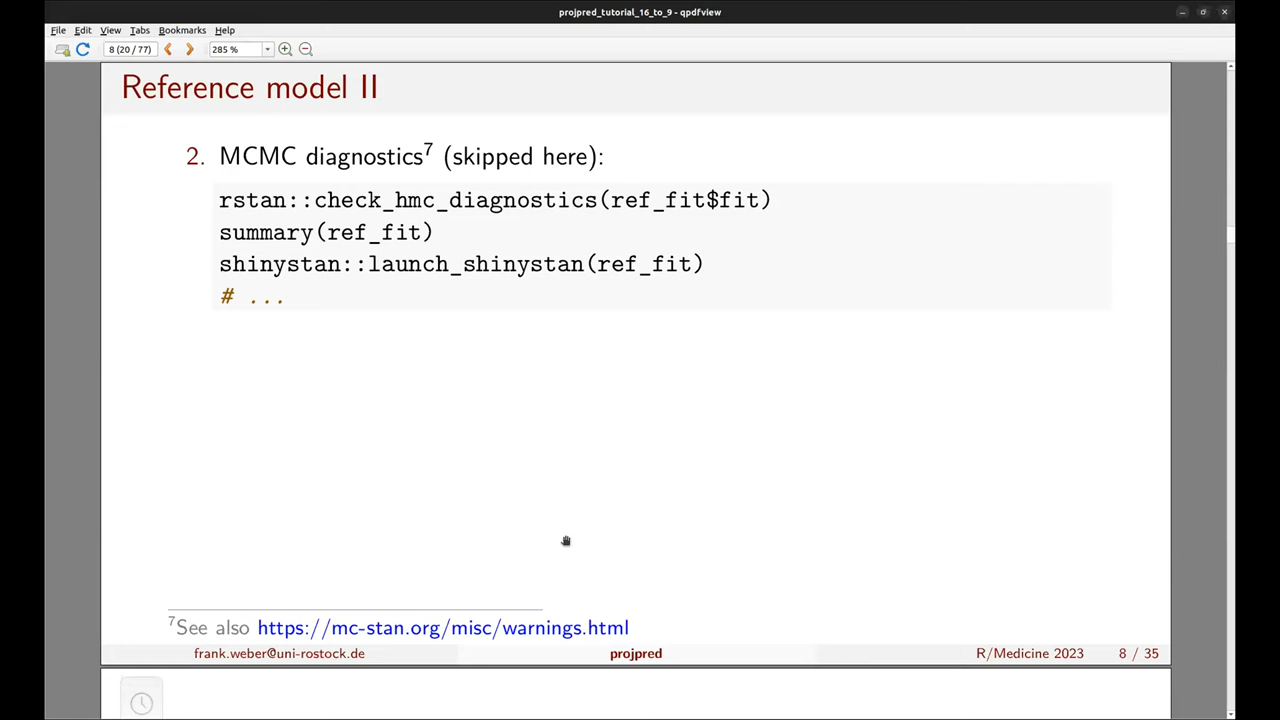 projpred_tutorial_16_to_9 - qpdfview
File Edit View Tabs Bookmarks Help
8 (20 / 77) 285 %
Reference model II
2. MCMC diagnostics7 (skipped here):
rstan::check_hmc_diagnostics(ref_fit$fit)
summary(ref_fit)
shinystan::launch_shinystan(ref_fit)
# ...
7See also https://mc-stan.org/misc/warnings.html
frank.weber@uni-rostock.de projpred R/Medicine 2023 8 / 35